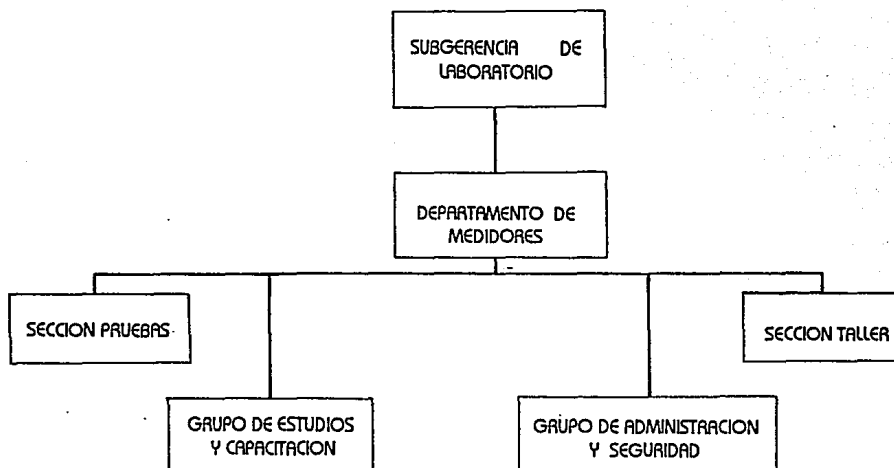 SUBGERENCIA DE
LABORATORIO
DEPARTAMENTO DE
MEDIDORES
SECCION PRUEBAS
SECCION TALLER
GRUPO DE ESTUDIOS
Y CAPACITACION
GRUPO DE ADMINISTRACION
Y SEGURIDAD